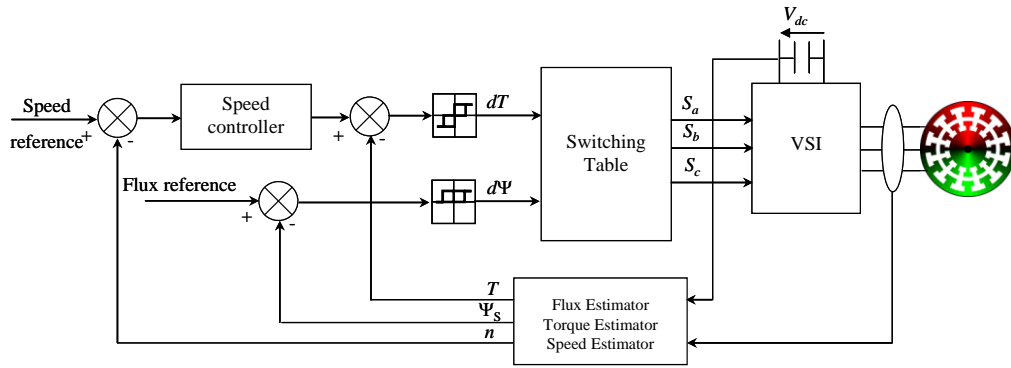 V_dc
Speed
reference
+
-
Speed
controller
+
-
dT
Switching
Table
S_a
S_b
S_c
VSI
Flux reference
+
-
dΨ
T
Ψ_S
n
Flux Estimator
Torque Estimator
Speed Estimator